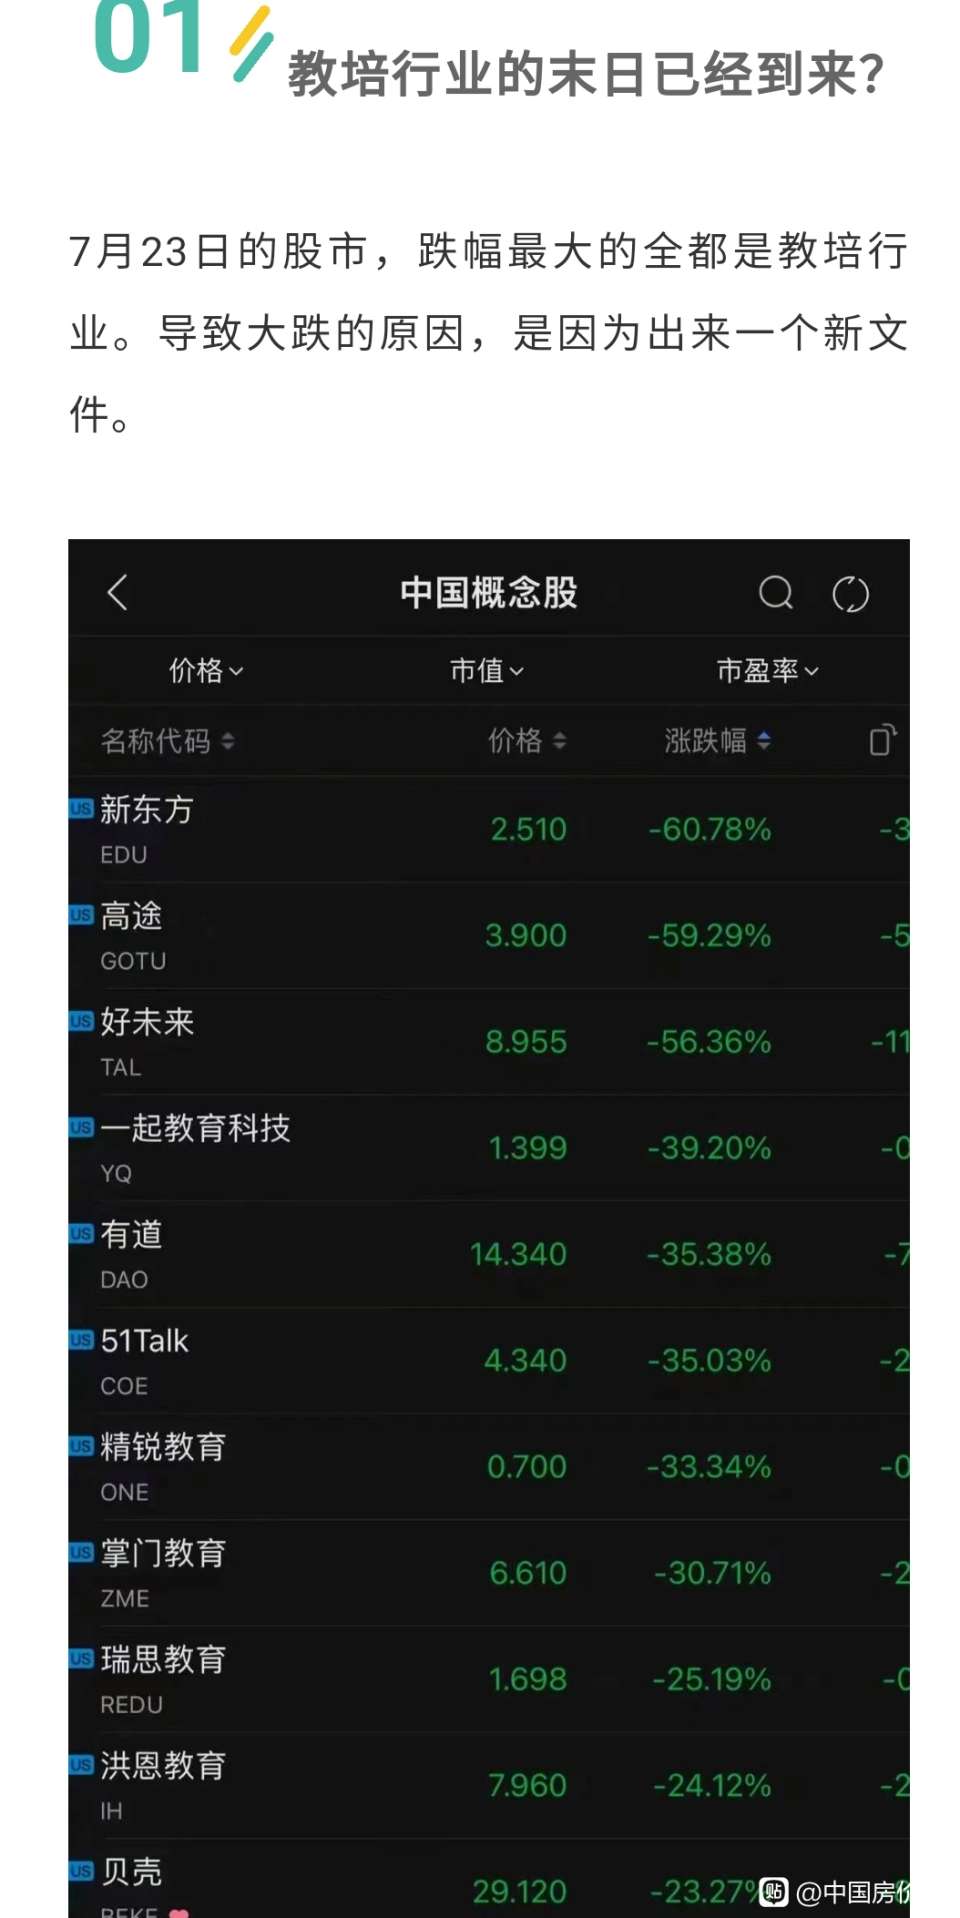 01
教培行业的末日已经到来?
7月23日的股市，跌幅最大的全都是教培行
业。导致大跌的原因，是因为出来一个新文
件。
中国概念股
价格 市值 市盈率
名称代码 价格 涨跌幅
US 新东方 2.510 -60.78% -3
EDU
US 高途 3.900 -59.29% -5
GOTU
US 好未来 8.955 -56.36% -11
TAL
US 一起教育科技 1.399 -39.20% -0
YQ
US 有道 14.340 -35.38% -7
DAO
US 51Talk 4.340 -35.03% -2
COE
US 精锐教育 0.700 -33.34% -0
ONE
US 掌门教育 6.610 -30.71% -2
ZME
US 瑞思教育 1.698 -25.19% -0
REDU
US 洪恩教育 7.960 -24.12% -2
IH
US 贝壳 29.120 -23.27%
BEKE
贴 @中国房价